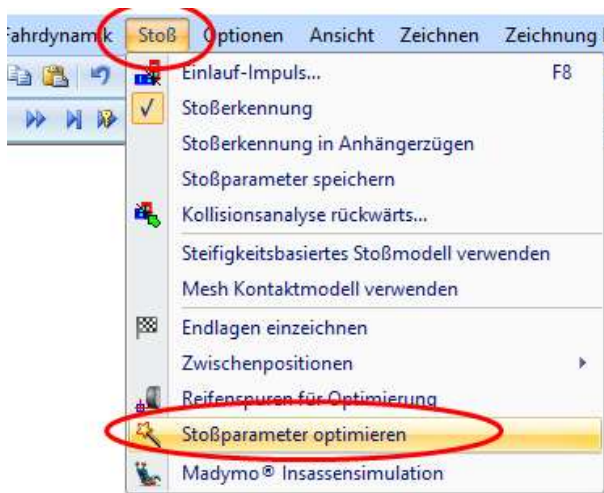 Fahrdynamik Stoß Optionen Ansicht Zeichnen Zeichnung
Einlauf-Impuls... F8
Stoßerkennung
Stoßerkennung in Anhängerzügen
Stoßparameter speichern
Kollisionsanalyse rückwärts...
Steifigkeitsbasiertes Stoßmodell verwenden
Mesh Kontaktmodell verwenden
Endlagen einzeichnen
Zwischenpositionen
Reifenspuren für Optimierung
Stoßparameter optimieren
Madymo® Insassensimulation